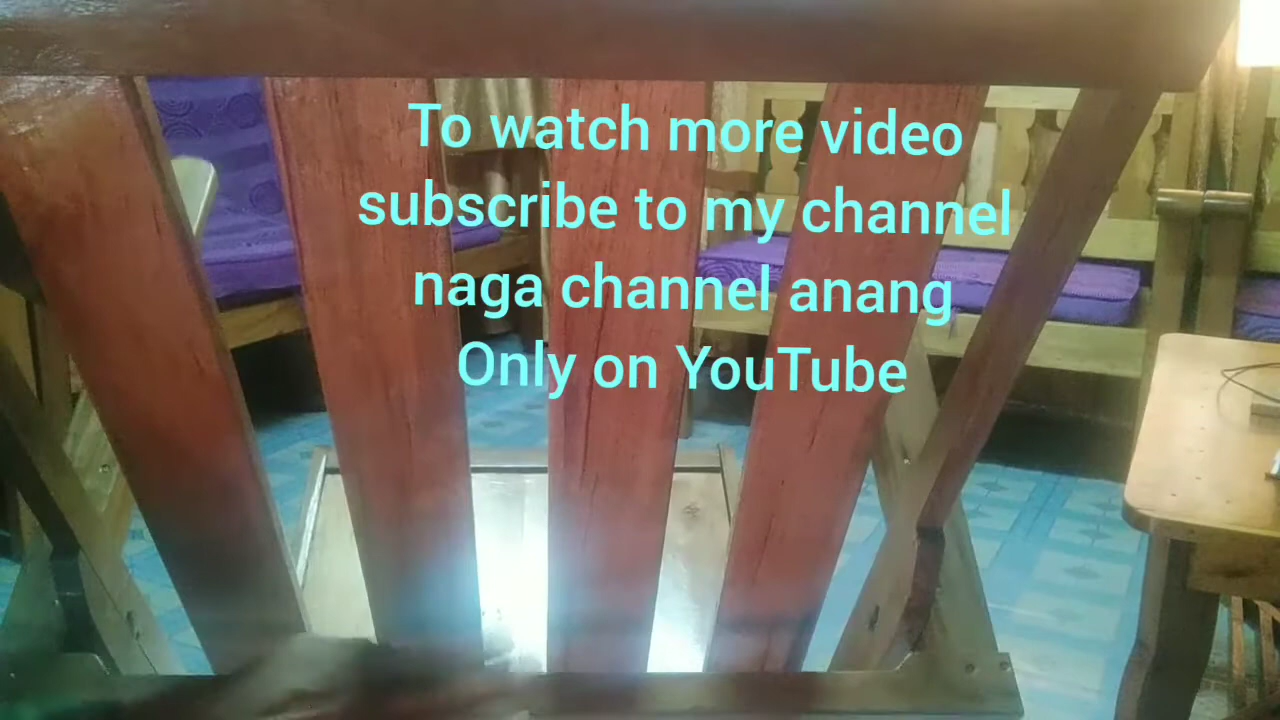 To watch more video
subscribe to my channel
naga channel anang
Only on YouTube